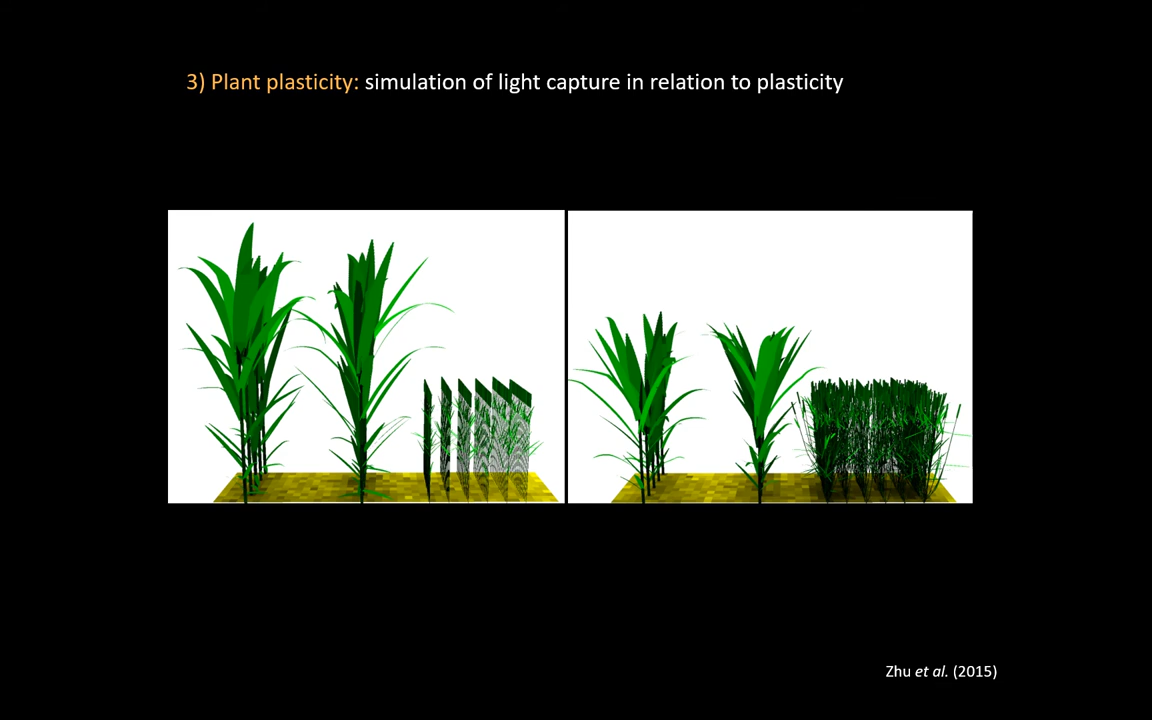 3) Plant plasticity: simulation of light capture in relation to plasticity
Zhu et al. (2015)